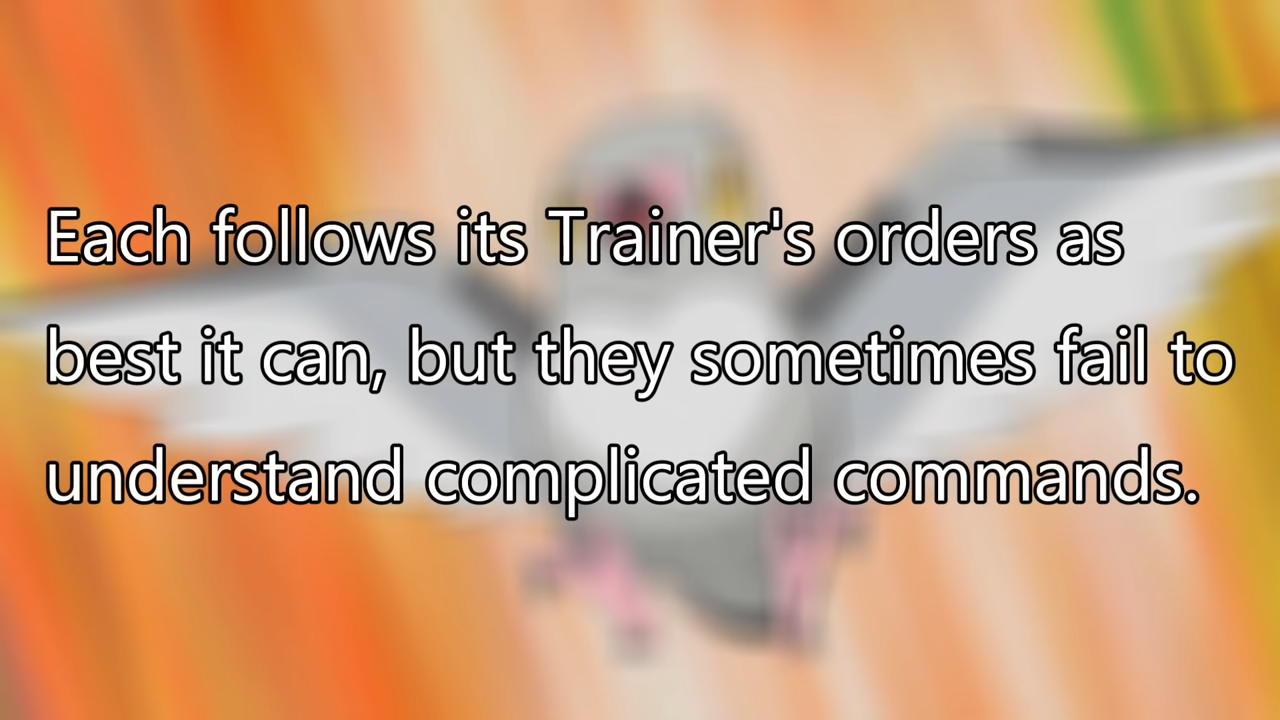 Each follows its Trainer's orders as
best it can, but they sometimes fail to
understand complicated commands.